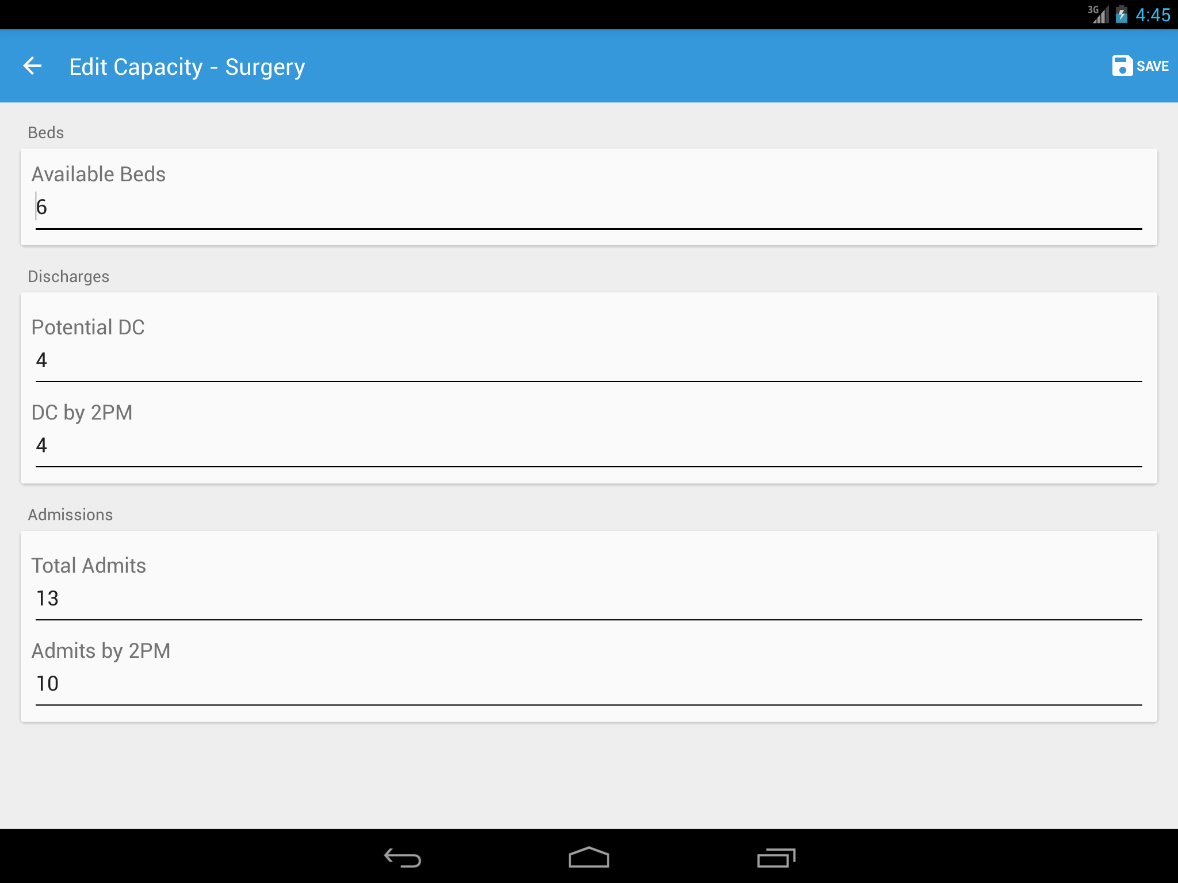 3G 4:45
Edit Capacity - Surgery SAVE
Beds
Available Beds
6
Discharges
Potential DC
4
DC by 2PM
4
Admissions
Total Admits
13
Admits by 2PM
10